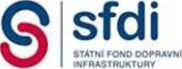 sfdi
STÁTNÍ FOND DOPRAVNÍ
INFRASTRUKTURY